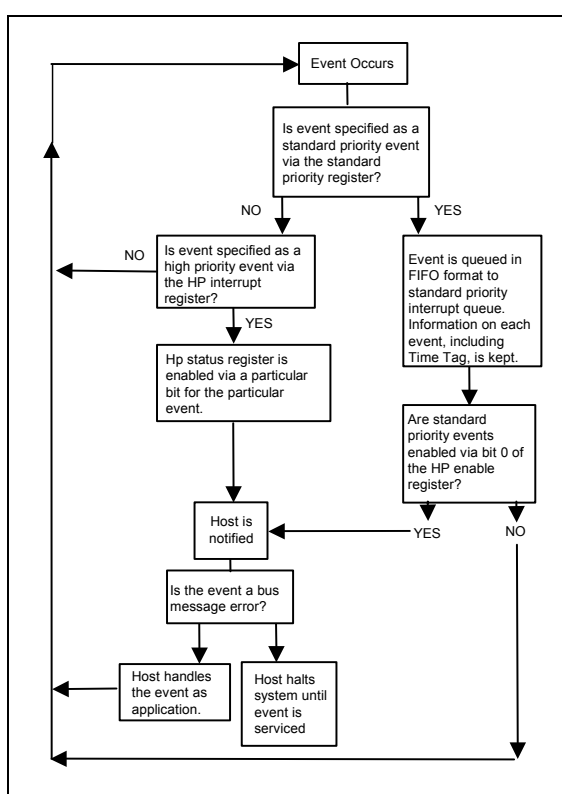 Event Occurs
Is event specified as a
standard priority event
via the standard
priority register?
NO
YES
NO
Is event specified as a
high priority event via
the HP interrupt
register?
Event is queued in
FIFO format to
standard priority
interrupt queue.
Information on each
event, including
Time Tag, is kept.
YES
Hp status register is
enabled via a particular
bit for the particular
event.
Are standard
priority events
enabled via bit 0 of
the HP enable
register?
Host is
notified
YES
NO
Is the event a bus
message error?
Host handles
the event as
application.
Host halts
system until
event is
serviced